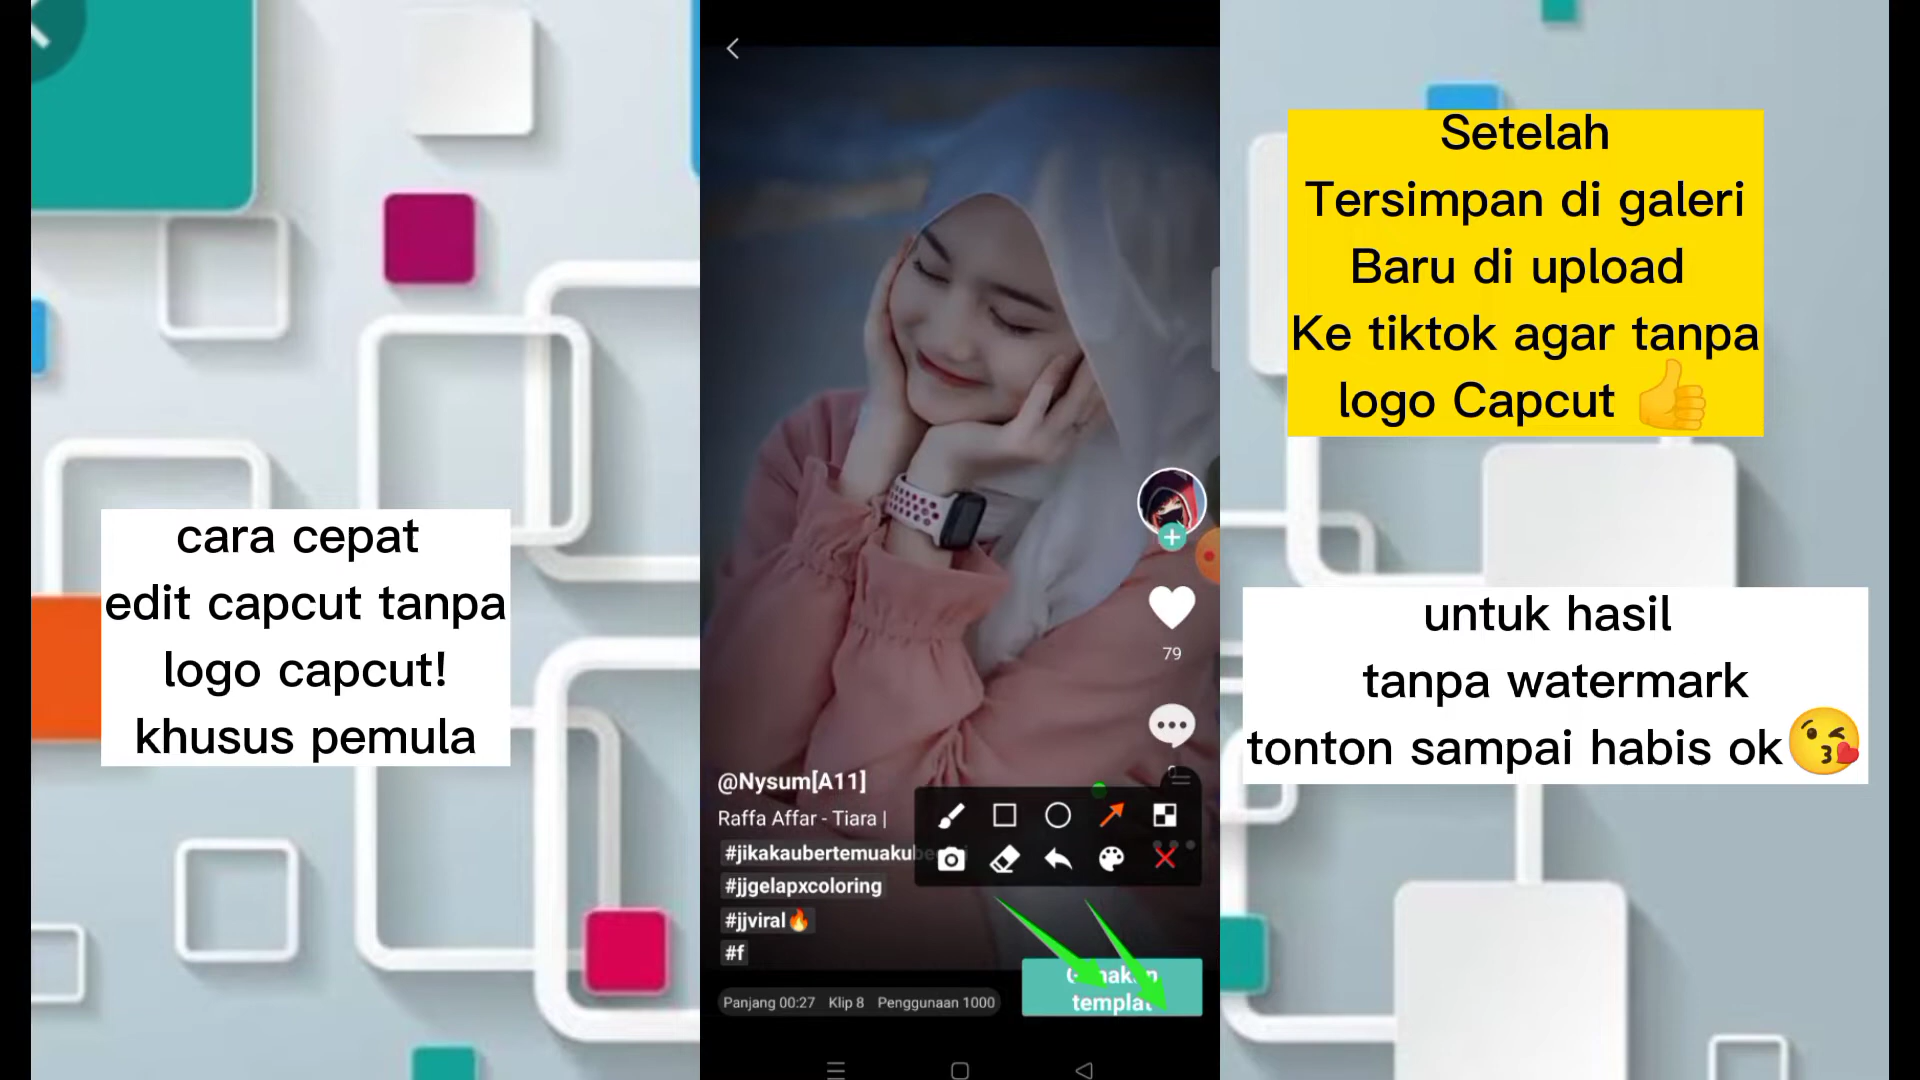 cara cepat
edit capcut tanpa
logo capcut!
khusus pemula
79
@Nysum[A11]
Raffa Affar - Tiara |
#jjgelapxcoloring
#jjviral🔥
#f
Panjang 00:27 Klip 8 Penggunaan 1000
Gunakan
templat
Setelah
Tersimpan di galeri
Baru di upload
Ke tiktok agar tanpa
logo Capcut 👍
untuk hasil
tanpa watermark
tonton sampai habis ok😘